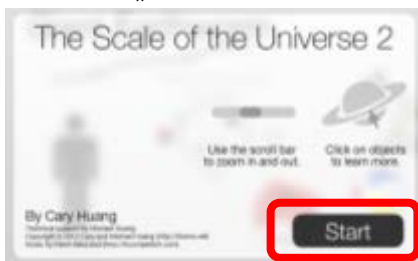 The Scale of the Universe 2
Use the scroll bar
to zoom in and out.
Click on objects
to learn more.
By Cary Huang
Start